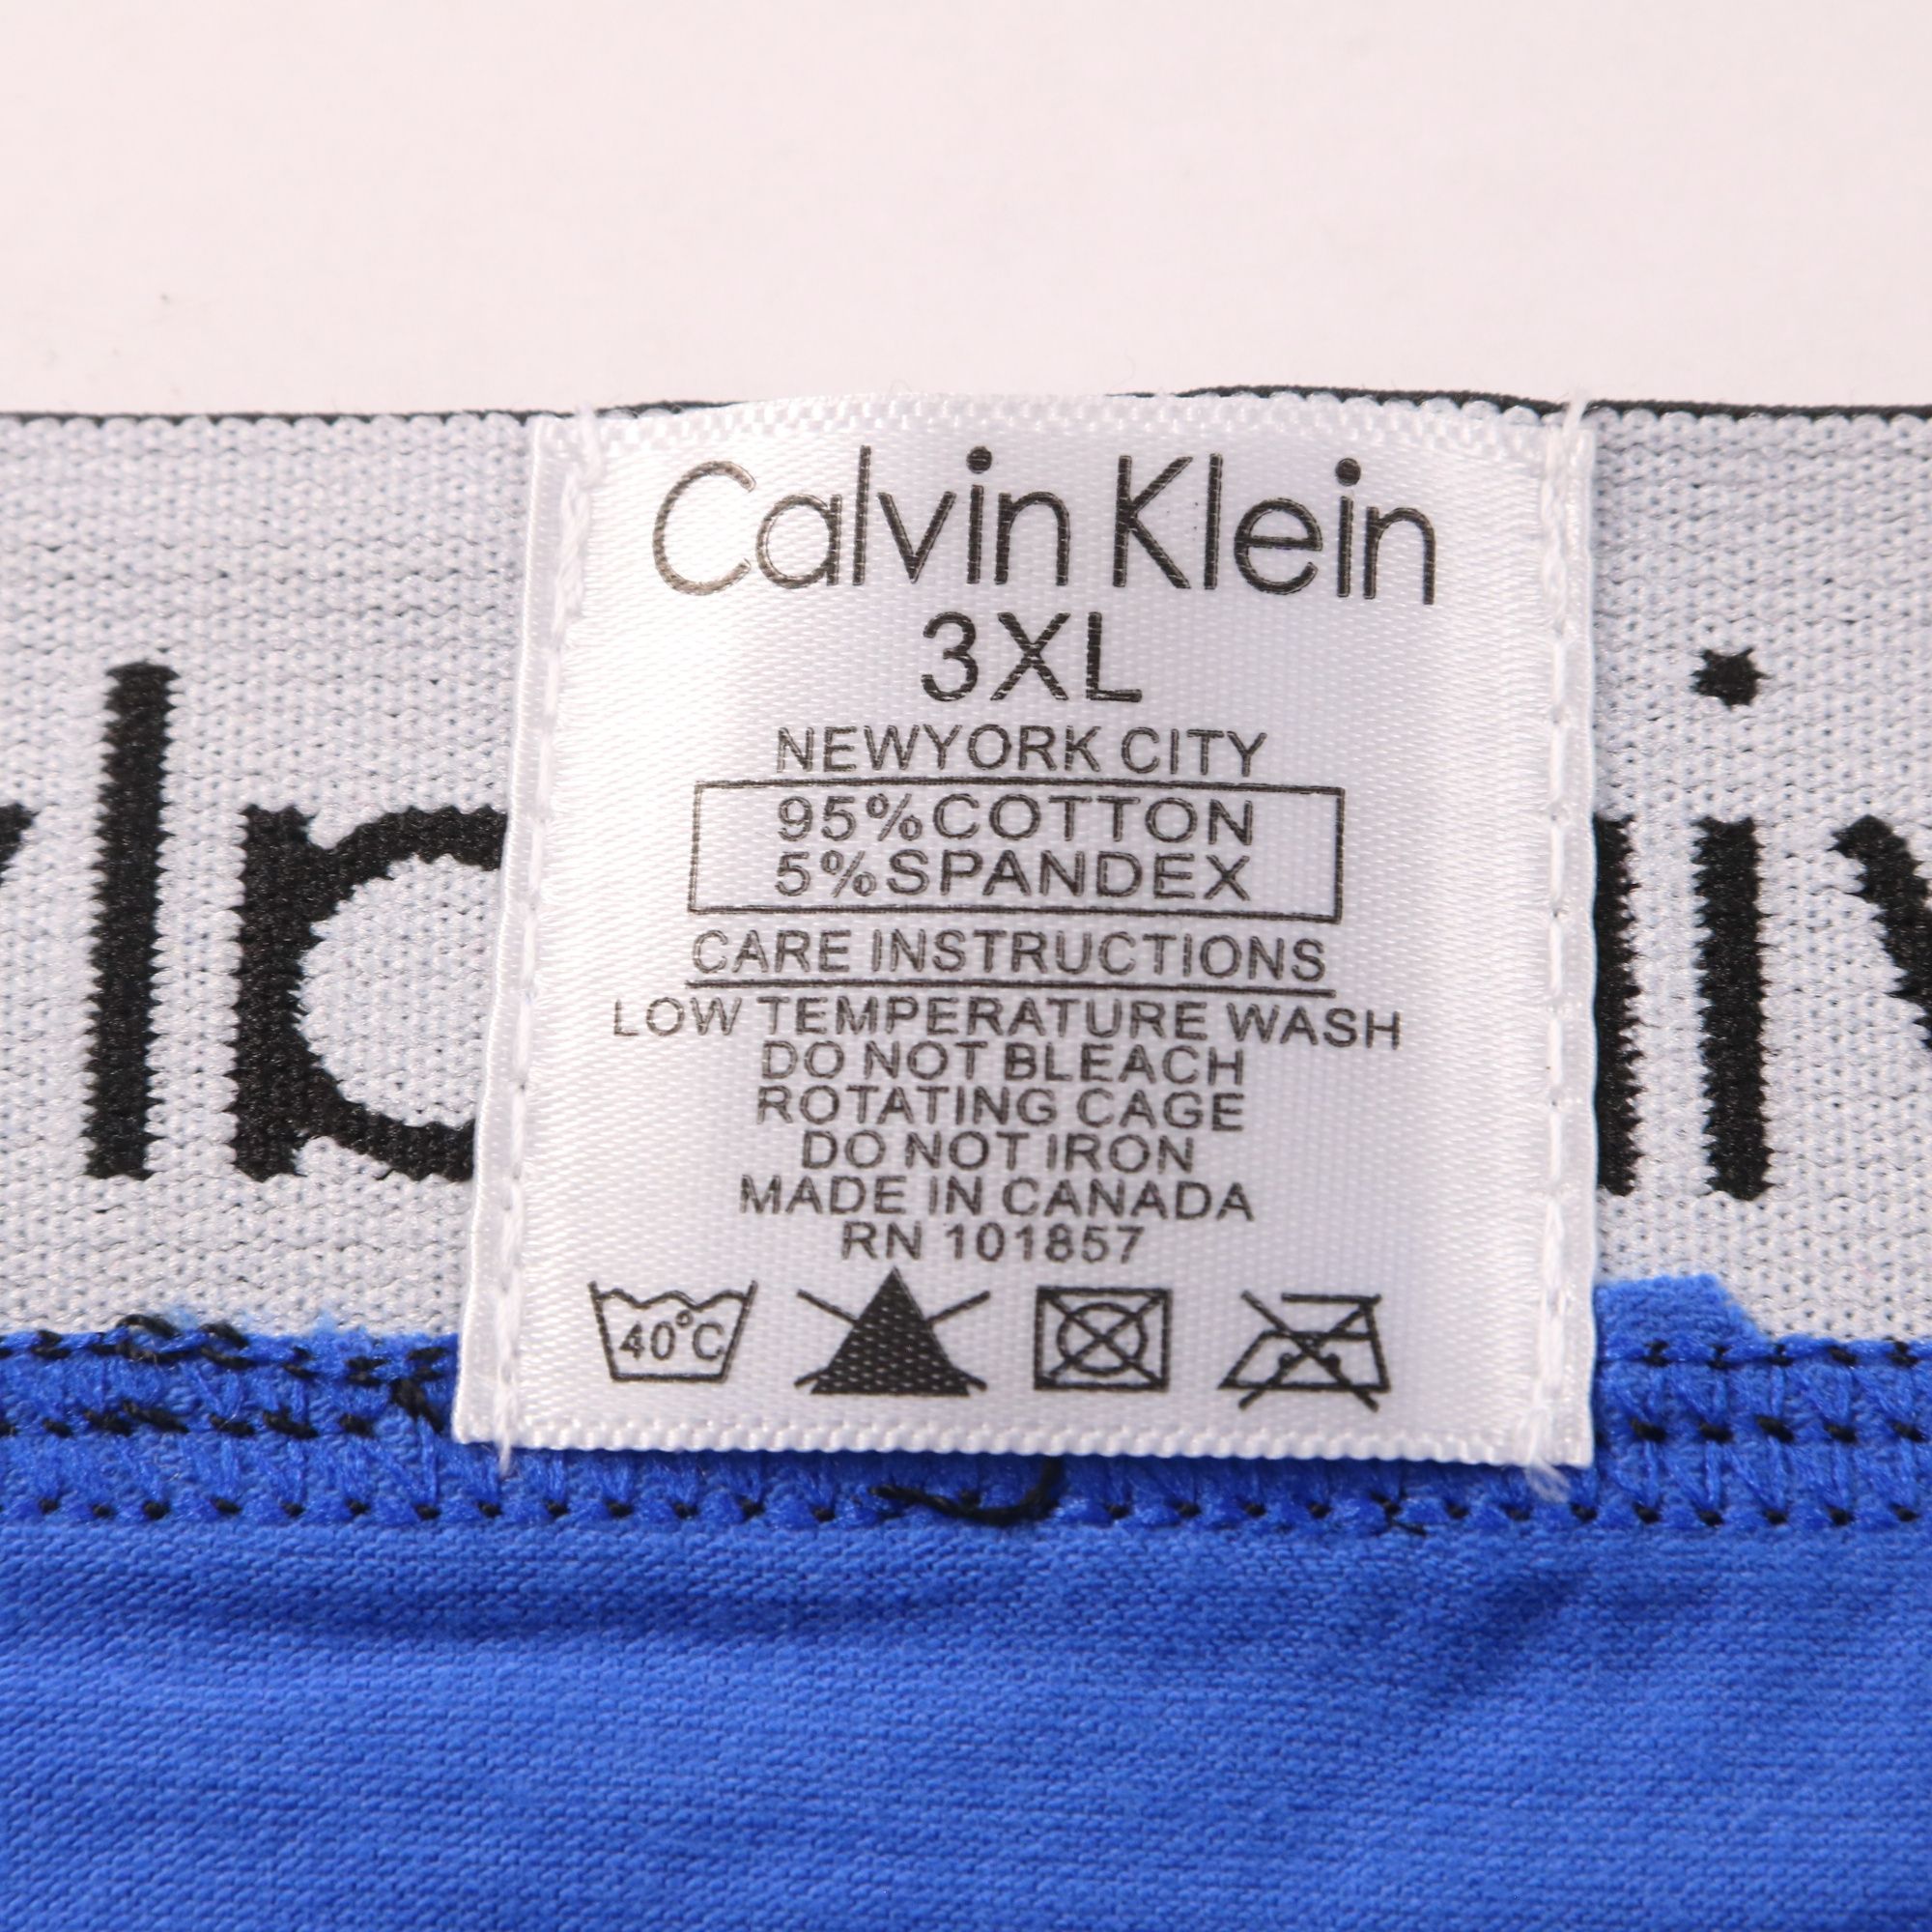 Calvin Klein
3XL
NEWYORK CITY
95%COTTON
5%SPANDEX
CARE INSTRUCTIONS
LOW TEMPERATURE WASH
DO NOT BLEACH
ROTATING CAGE
DO NOT IRON
MADE IN CANADA
RN 101857
40°C